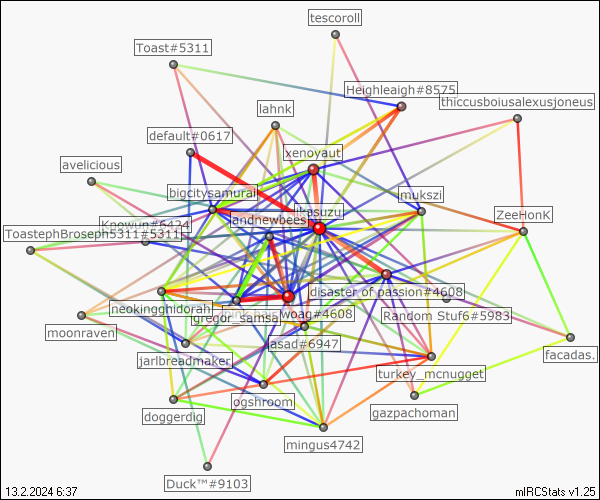 tescoroll
Toast#5311
Heighleaigh#8575
thiccusboiusalexusjoneus
lahnk
default#0617
xenoyaut
avelicious
bigcitysamurai
mukszi
andnewbees
ikasuzu
Knowun#6424
ToastephBroseph5311#5311
ZeeHonK
disaster of passion#4608
neokingghidorah
gregor_samsa
woag#4608
Random Stuf6#5983
moonraven
jasad#6947
jarlbreadmaker
facadas.
turkey_mcnugget
ogshroom
doggerdig
gazpachoman
mingus4742
Duck™#9103
13.2.2024 6:37
mIRCStats v1.25